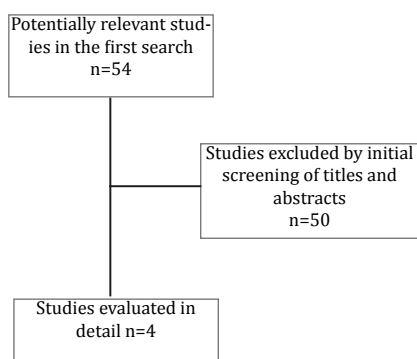 Potentially relevant stud-
ies in the first search
n=54
Studies excluded by initial
screening of titles and
abstracts
n=50
Studies evaluated in
detail n=4